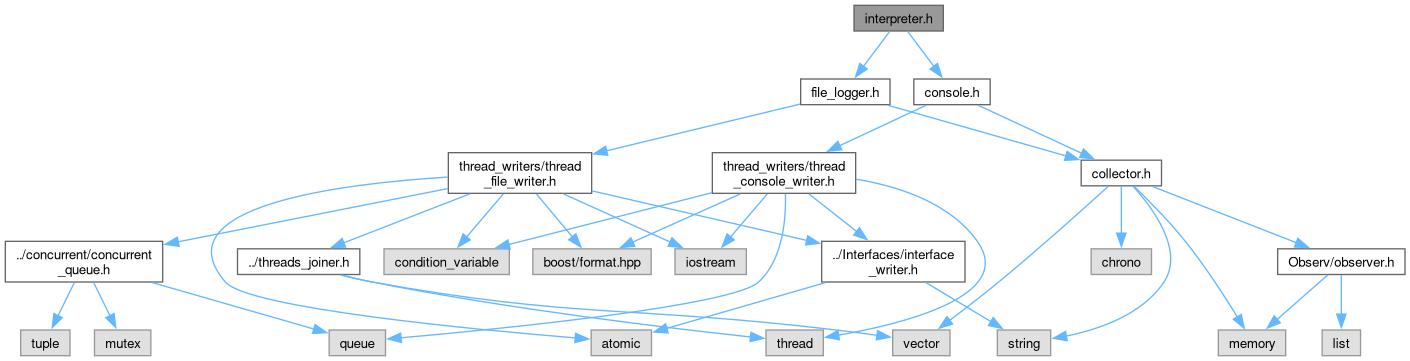 interpreter.h
file_logger.h
console.h
thread_writers/thread
_file_writer.h
thread_writers/thread
_console_writer.h
collector.h
../concurrent/concurrent
_queue.h
../threads_joiner.h
condition_variable
boost/format.hpp
iostream
../Interfaces/interface
_writer.h
chrono
Observ/observer.h
tuple
mutex
queue
atomic
thread
vector
string
memory
list